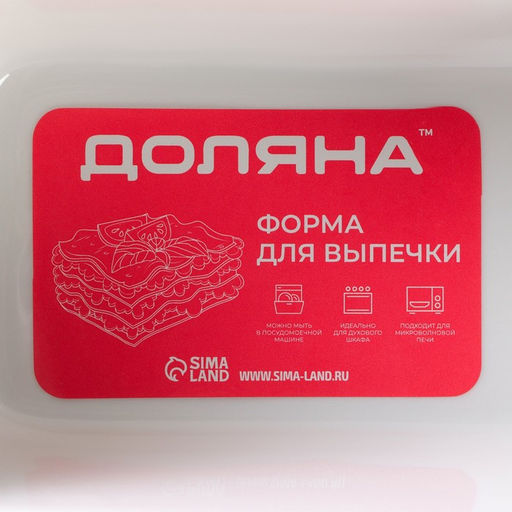 ДОЛЯНА™
ФОРМА
ДЛЯ ВЫПЕЧКИ
МОЖНО МЫТЬ
В ПОСУДОМОЕЧНОЙ
МАШИНЕ
ИДЕАЛЬНО
ДЛЯ ДУХОВОГО
ШКАФА
ПОДХОДИТ ДЛЯ
МИКРОВОЛНОВОЙ
ПЕЧИ
SIMA
LAND
WWW.SIMA-LAND.RU